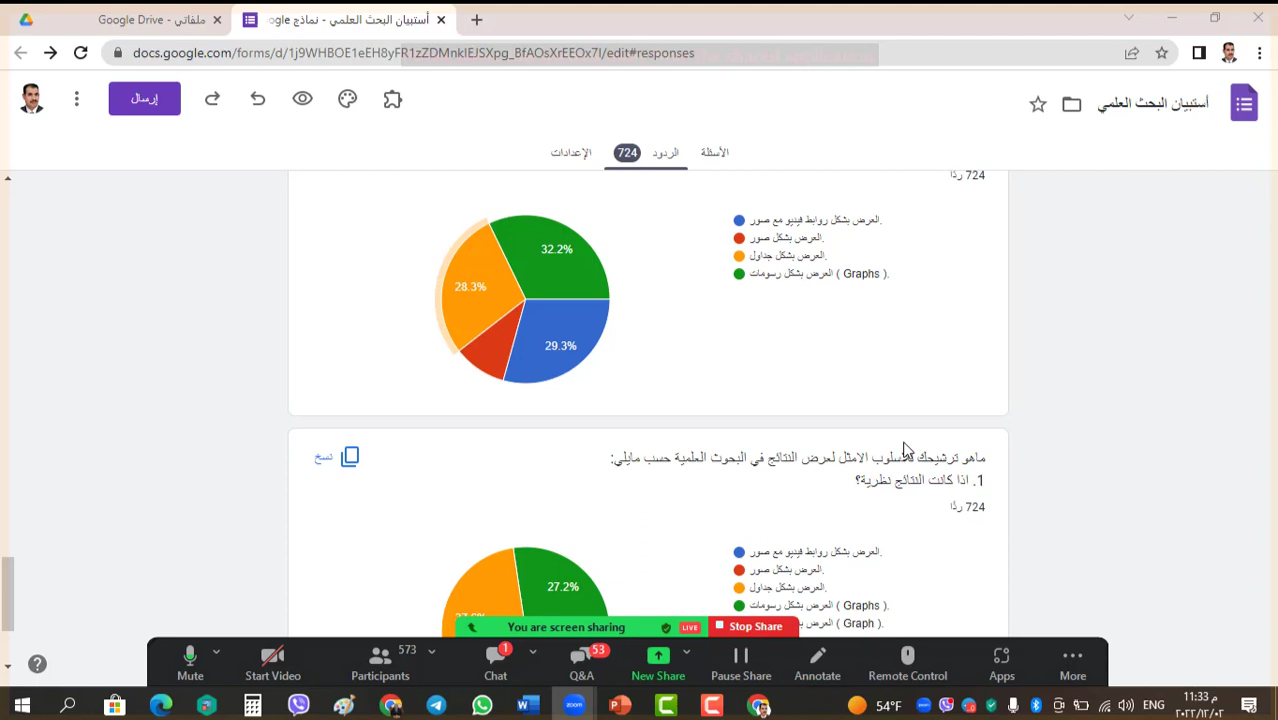 ملفاتي - Google Drive
أستبيان البحث العلمي - نماذج
docs.google.com/forms/d/1j9WHBOE1eEH8yFR1zZDMnkIEJSXpg_BfAOsXrEEOx7I/edit#responses
أستبيان البحث العلمي
إرسال
الأسئلة
الردود 724
الإعدادات
724 ردًا
العرض بشكل روابط فيديو مع صور.
العرض بشكل صور.
العرض بشكل جداول.
العرض بشكل رسومات ( Graphs ).
32.2%
28.3%
29.3%
ماهو ترشيحك للأسلوب الامثل لعرض النتائج في البحوث العلمية حسب مايلي:
1. اذا كانت النتائج نظرية؟
نسخ
724 ردًا
العرض بشكل روابط فيديو مع صور.
العرض بشكل صور.
العرض بشكل جداول.
العرض بشكل رسومات ( Graphs ).
( Graph ).
27.2%
You are screen sharing
LIVE
Stop Share
Mute
Start Video
573
Participants
1
Chat
53
Q&A
New Share
Pause Share
Annotate
Remote Control
Apps
More
54°F
ENG
11:33 م
٢٠٢٢/١٢/٠٢